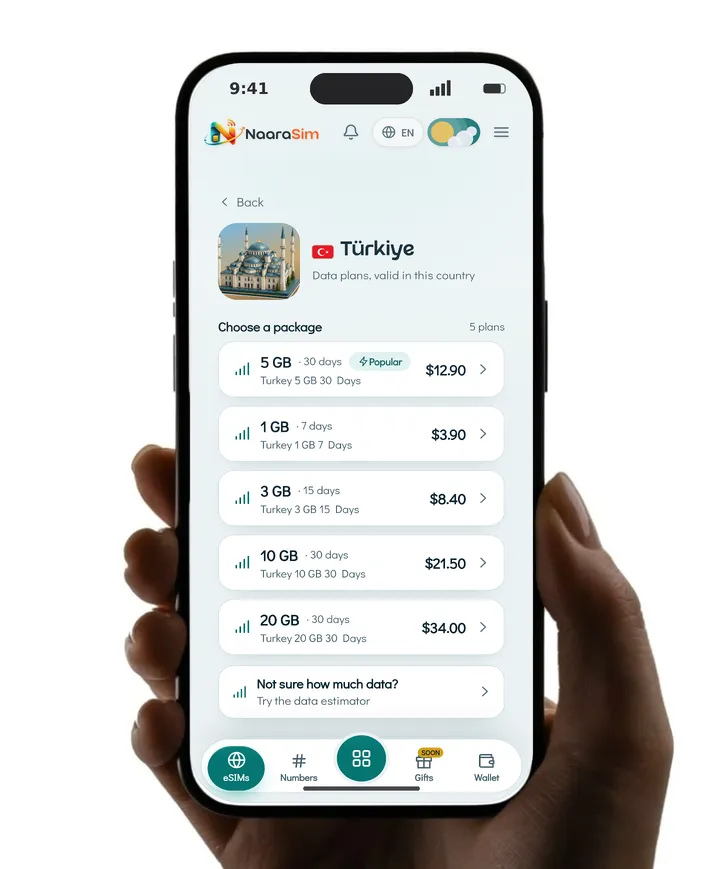 9:41
NaaraSim
EN
Back
Türkiye
Data plans, valid in this country
Choose a package
5 plans
5 GB · 30 days Popular
Turkey 5 GB 30 Days
$12.90
1 GB · 7 days
Turkey 1 GB 7 Days
$3.90
3 GB · 15 days
Turkey 3 GB 15 Days
$8.40
10 GB · 30 days
Turkey 10 GB 30 Days
$21.50
20 GB · 30 days
Turkey 20 GB 30 Days
$34.00
Not sure how much data?
Try the data estimator
SOON
eSIMs
Numbers
Gifts
Wallet